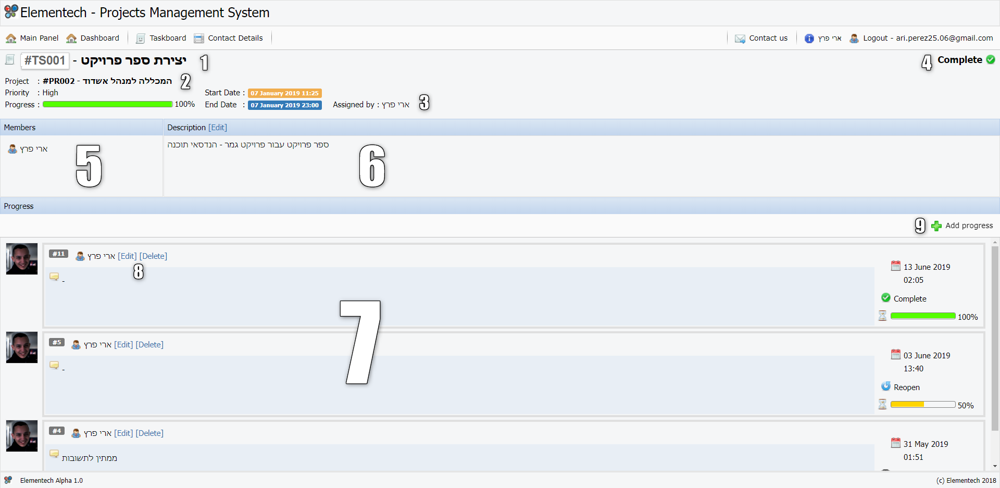 Elementech - Projects Management System
Main Panel Dashboard Taskboard Contact Details Contact us ארי פרץ Logout - ari.perez25.06@gmail.com
#TS001 - יצירת ספר פרויקט 1 4 Complete
Project : #PR002 - המכללה למנהל אשדוד 2
Priority : High Start Date : 07 January 2019 11:25
Progress : 100% End Date : 07 January 2019 23:00 Assigned by : ארי פרץ 3
Members Description [Edit]
ארי פרץ 5 ספר פרויקט עבור פרויקט גמר - הנדסאי תוכנה 6
Progress
9 Add progress
#11 ארי פרץ [Edit] [Delete]
8
-
13 June 2019
02:05
Complete
100%
7
#5 ארי פרץ [Edit] [Delete]
-
03 June 2019
13:40
Reopen
50%
#4 ארי פרץ [Edit] [Delete]
ממתין לתשובות
31 May 2019
01:51
Elementech Alpha 1.0 (c) Elementech 2018